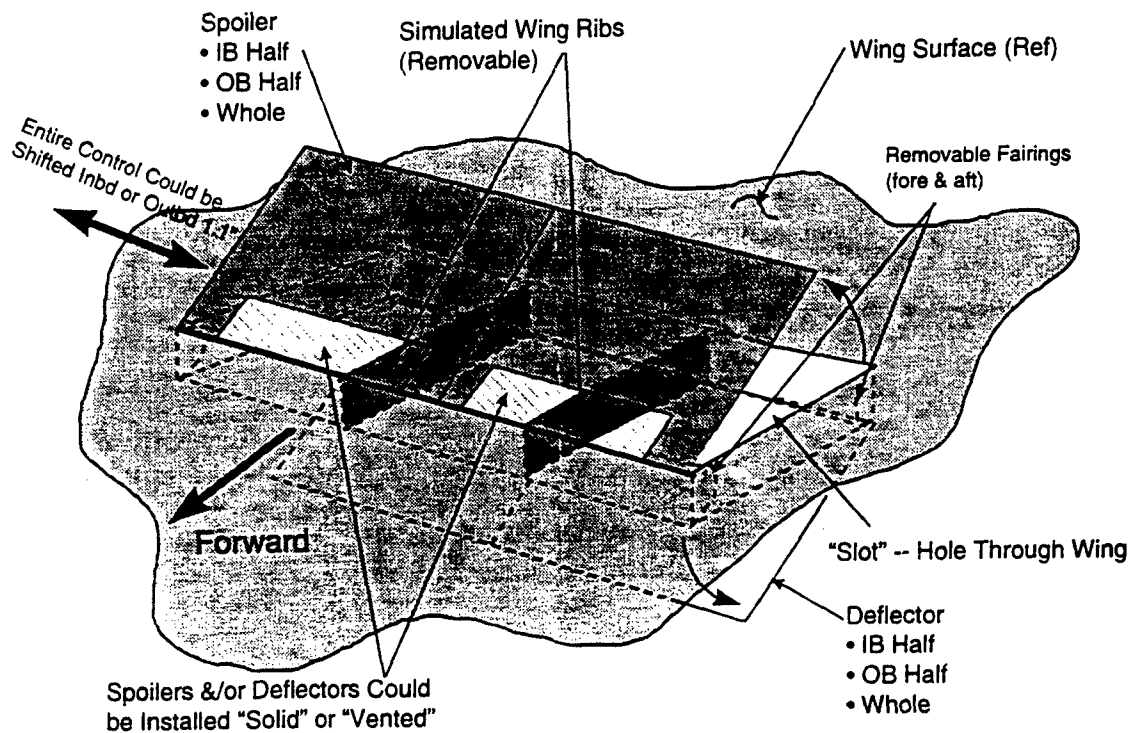 Spoiler
• IB Half
• OB Half
• Whole
Simulated Wing Ribs
(Removable)
Wing Surface (Ref)
Entire Control Could be
Shifted Inbd or Outbd 1.1"
Removable Fairings
(fore & aft)
Forward
"Slot" -- Hole Through Wing
Deflector
• IB Half
• OB Half
• Whole
Spoilers &/or Deflectors Could
be Installed "Solid" or "Vented"